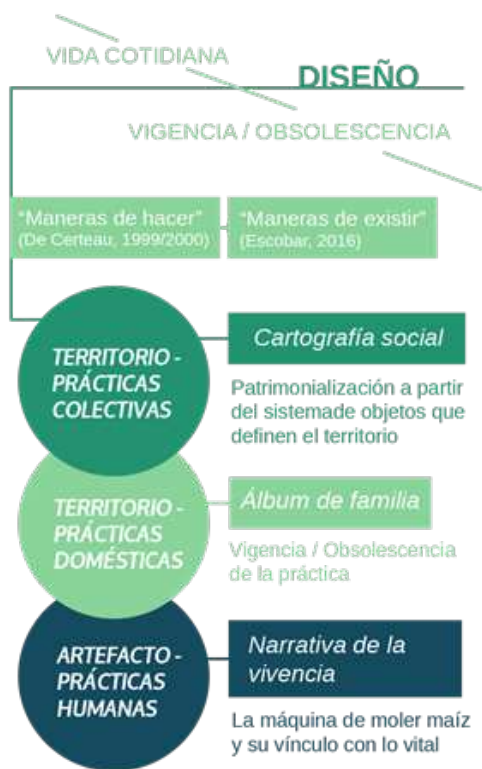 VIDA COTIDIANA
DISEÑO
VIGENCIA / OBSOLESCENCIA
“Maneras de hacer”
(De Certeau, 1999/2000)
“Maneras de existir”
(Escobar, 2016)
TERRITORIO -
PRÁCTICAS
COLECTIVAS
Cartografía social
Patrimonialización a partir
del sistemade objetos que
definen el territorio
TERRITORIO -
PRÁCTICAS
DOMÉSTICAS
Álbum de familia
Vigencia / Obsolescencia
de la práctica
ARTEFACTO -
PRÁCTICAS
HUMANAS
Narrativa de la
vivencia
La máquina de moler maíz
y su vínculo con lo vital